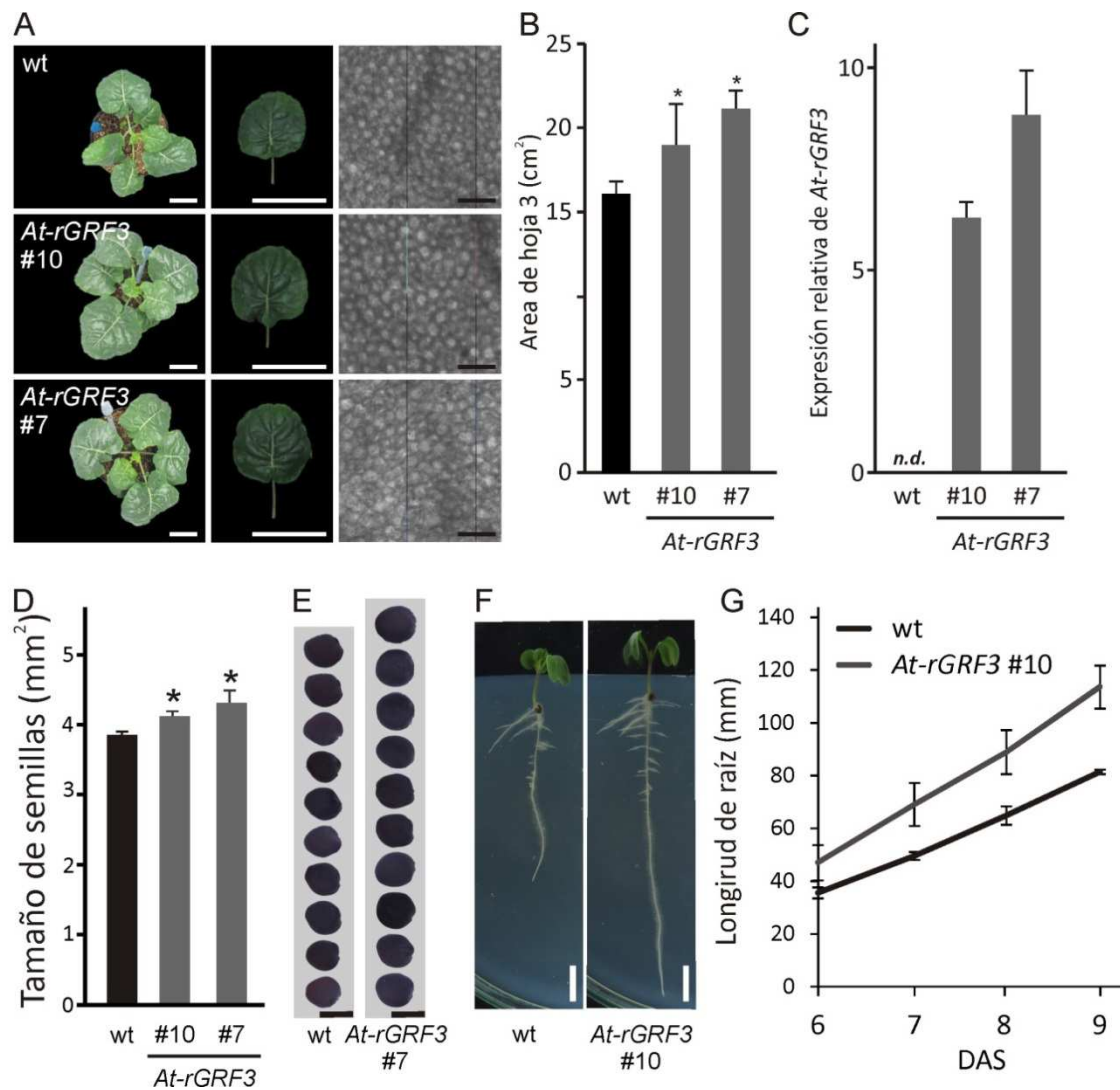 A
wt
At-rGRF3
#10
At-rGRF3
#7
B
Area de hoja 3 (cm²)
25
20
15
5
0
*
*
wt
#10
#7
At-rGRF3
C
Expresión relativa de At-rGRF3
10
5
0
n.d.
wt
#10
#7
At-rGRF3
D
Tamaño de semillas (mm²)
5
4
3
2
1
0
*
*
wt
#10
#7
At-rGRF3
E
wt
At-rGRF3
#7
F
wt
At-rGRF3
#10
G
Longirud de raíz (mm)
140
120
100
80
60
40
20
0
wt
At-rGRF3 #10
6
7
8
9
DAS